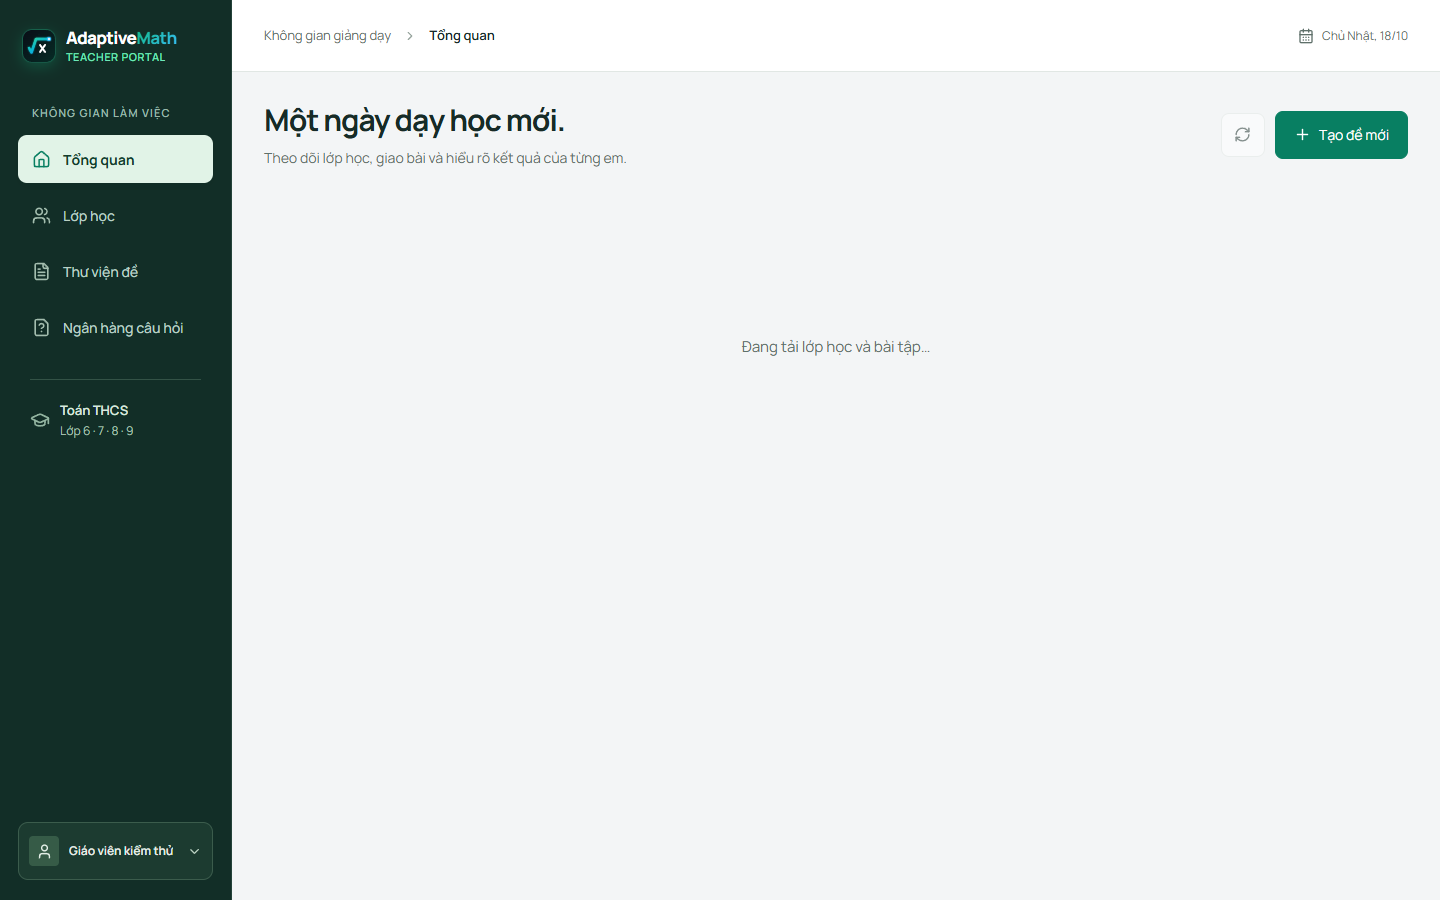 AdaptiveMath
TEACHER PORTAL
KHÔNG GIAN LÀM VIỆC
Tổng quan
Lớp học
Thư viện đề
Ngân hàng câu hỏi
Toán THCS
Lớp 6 · 7 · 8 · 9
Giáo viên kiểm thử
Không gian giảng dạy > Tổng quan
Chủ Nhật, 18/10
Một ngày dạy học mới.
Theo dõi lớp học, giao bài và hiểu rõ kết quả của từng em.
+ Tạo đề mới
Đang tải lớp học và bài tập...